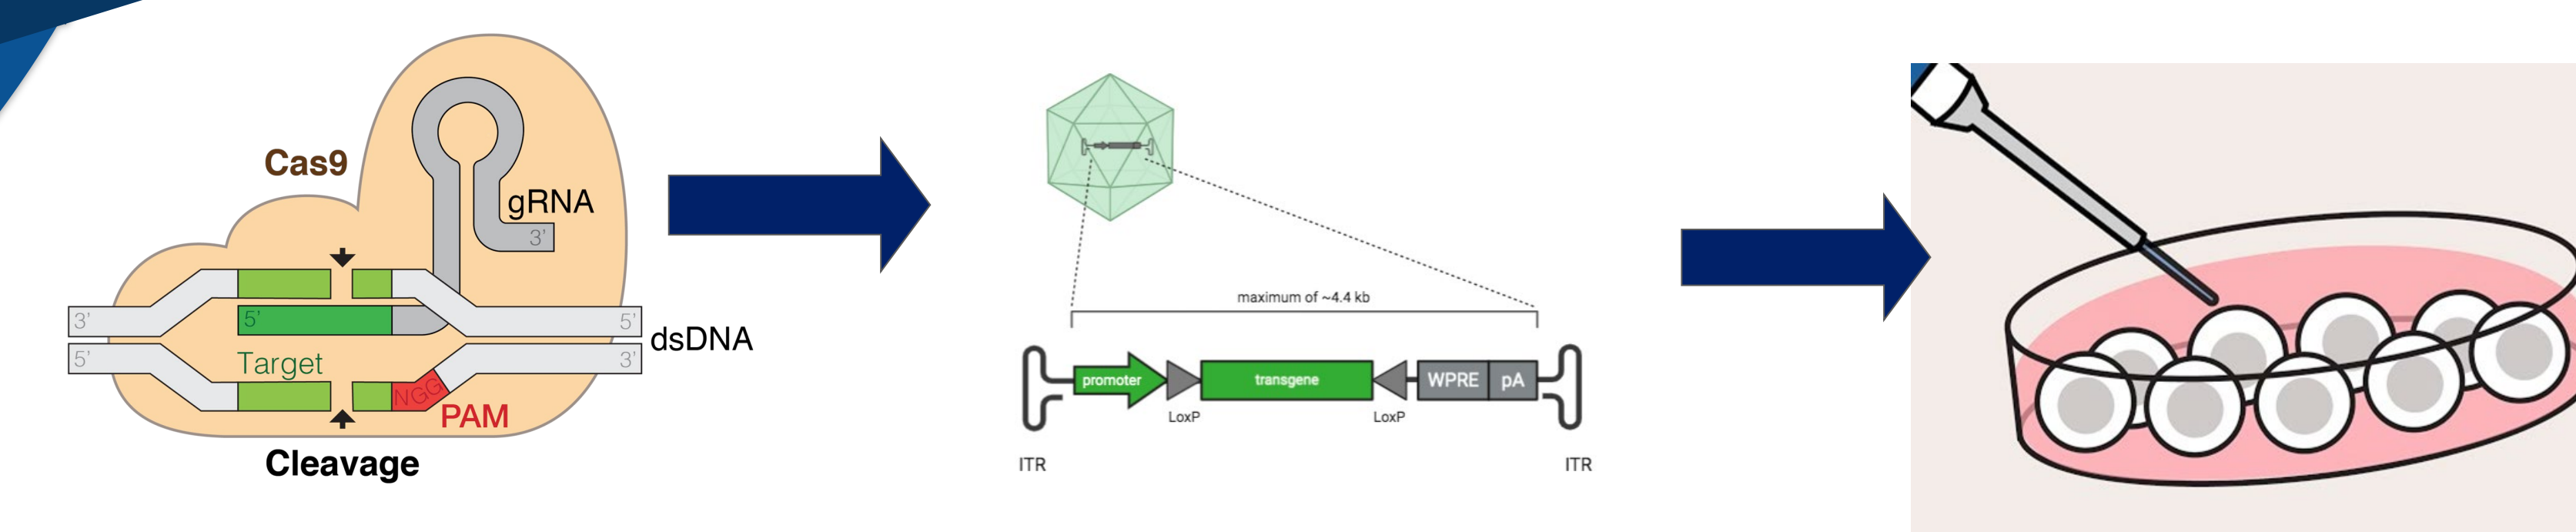 Cas9
gRNA
3'
3'
5'
5'
dsDNA
5'
3'
Target
NGG
PAM
Cleavage
maximum of ~4.4 kb
promoter
transgene
WPRE
pA
LoxP
LoxP
ITR
ITR